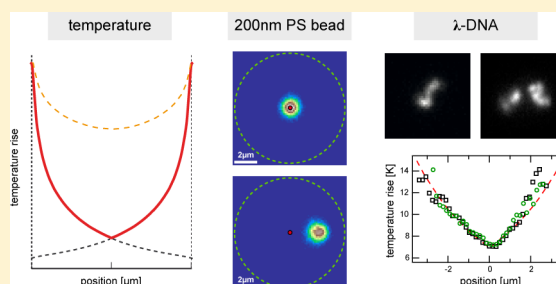 temperature
temperature rise
position [um]
200nm PS bead
2μm
2μm
λ-DNA
temperature rise [K]
14
12
10
8
6
-2
0
2
position [μm]